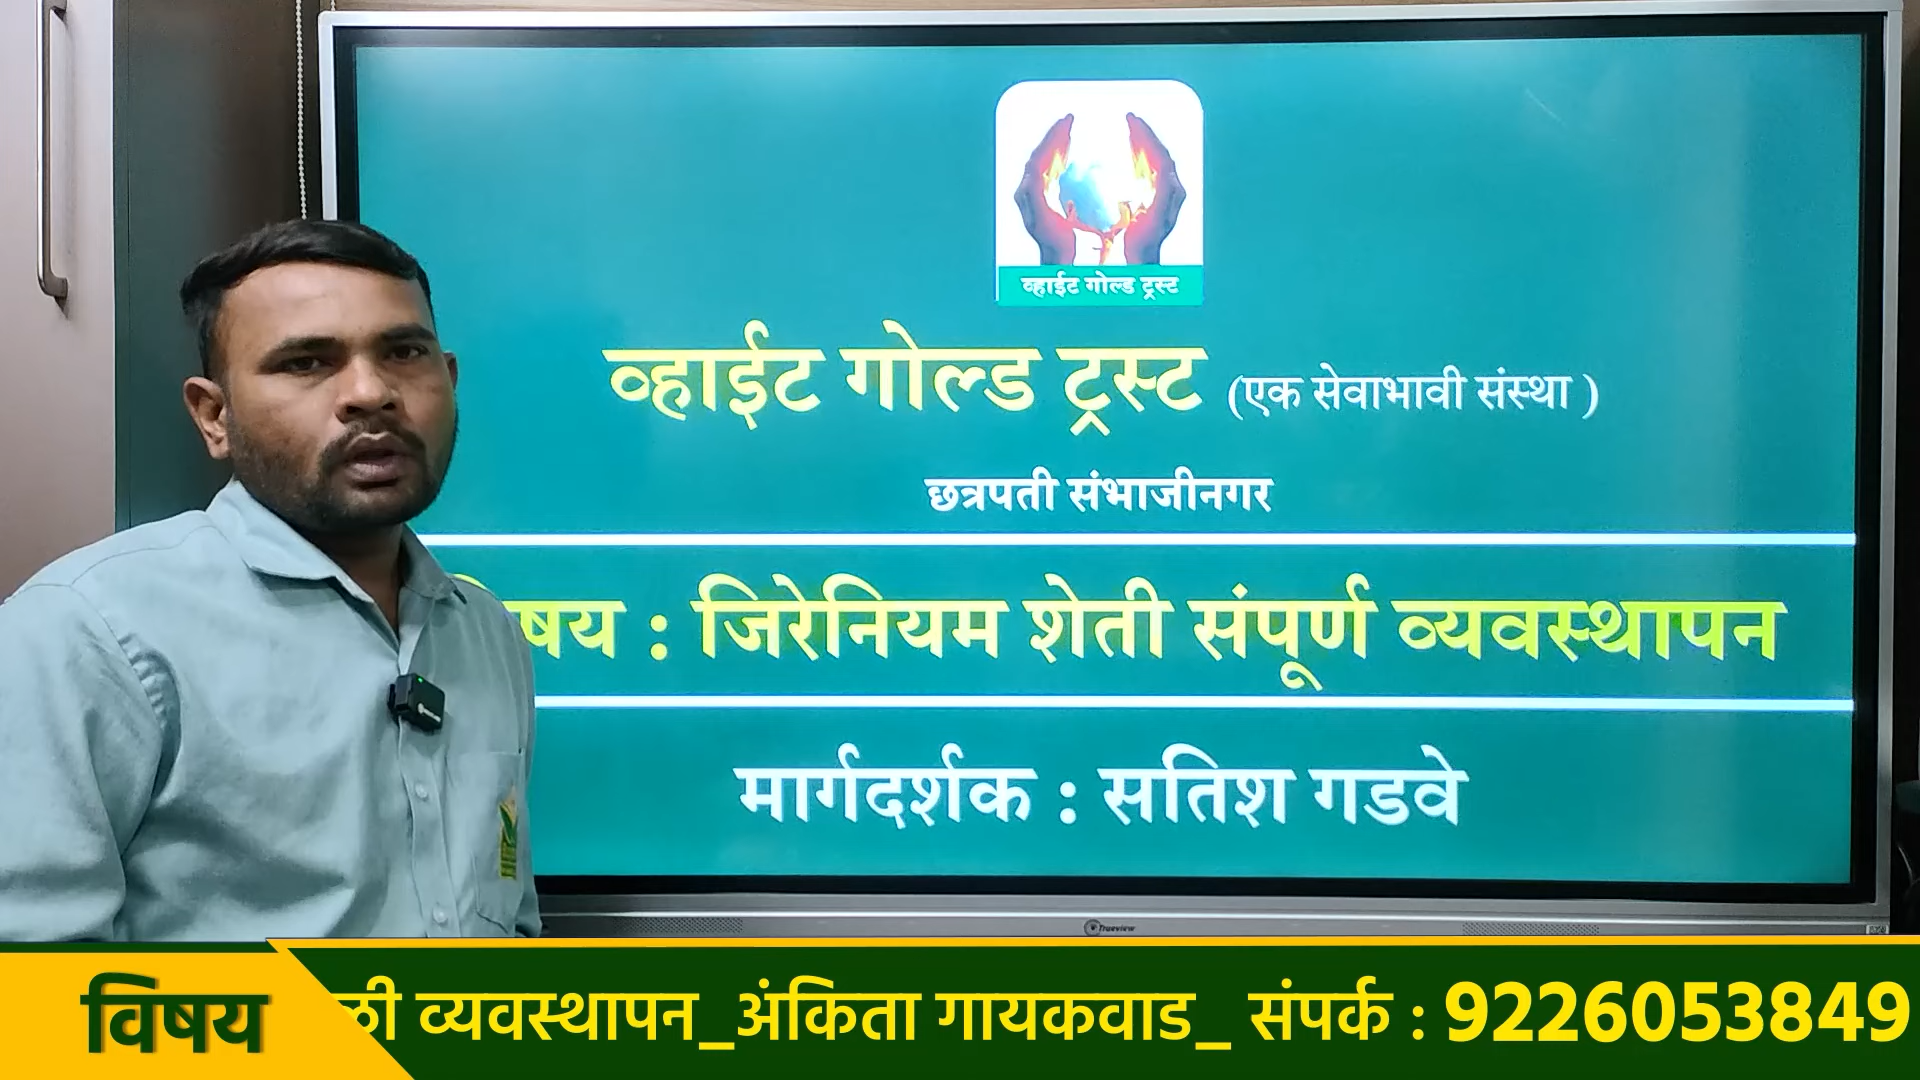 व्हाईट गोल्ड ट्रस्ट
व्हाईट गोल्ड ट्रस्ट (एक सेवाभावी संस्था )
छत्रपती संभाजीनगर
: जिरेनियम शेती संपूर्ण व्यवस्थापन
मार्गदर्शक : सतिश गडवे
Trueview
विषय
व्यवस्थापन_अंकिता गायकवाड_ संपर्क : 9226053849